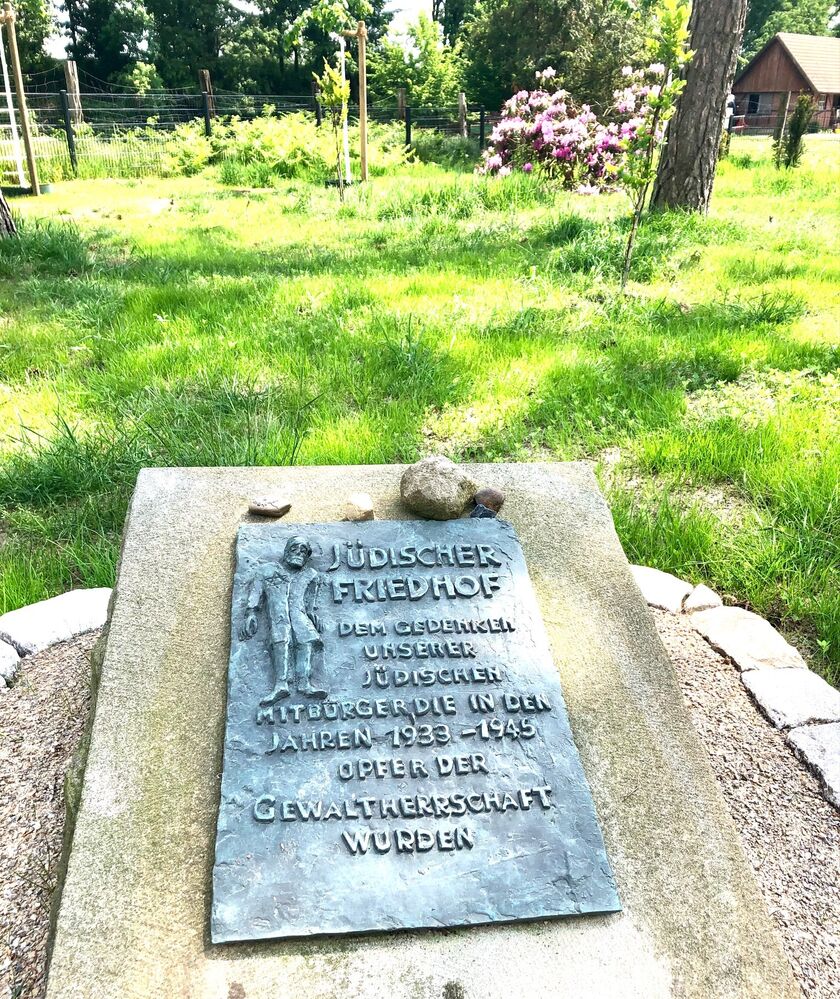 JÜDISCHER
FRIEDHOF
DEM GEDENKEN
UNSERER
JÜDISCHEN
MITBÜRGER DIE IN DEN
JAHREN 1933-1945
OPFER DER
GEWALTHERRSCHAFT
WURDEN